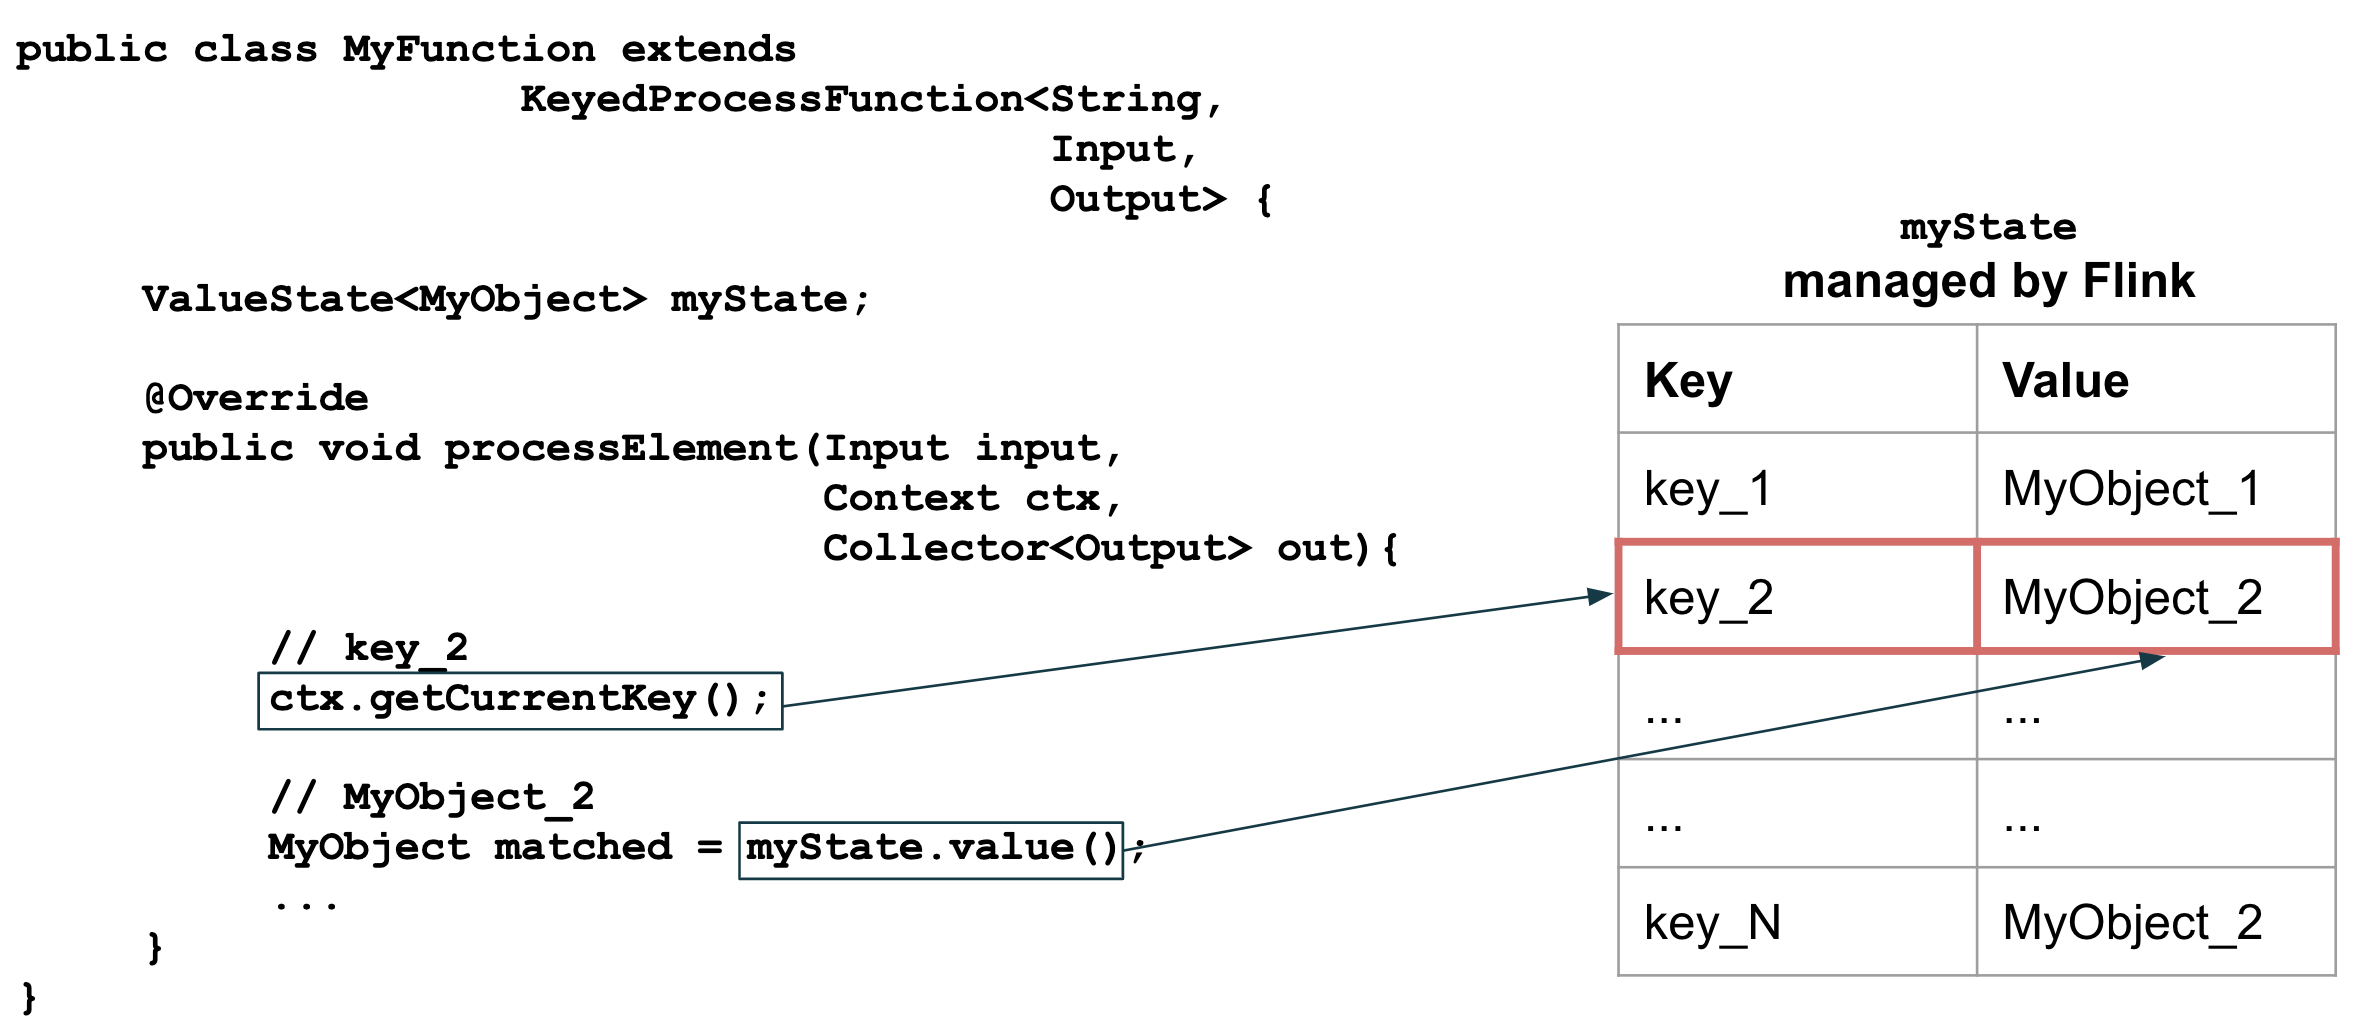 public class MyFunction extends
KeyedProcessFunction<String,
Input,
Output> {
ValueState<MyObject> myState;
@Override
public void processElement(Input input,
Context ctx,
Collector<Output> out){
// key_2
ctx.getCurrentKey();
// MyObject_2
MyObject matched = myState.value();
...
}
}
myState
managed by Flink
Key Value
key_1 MyObject_1
key_2 MyObject_2
... ...
... ...
key_N MyObject_2